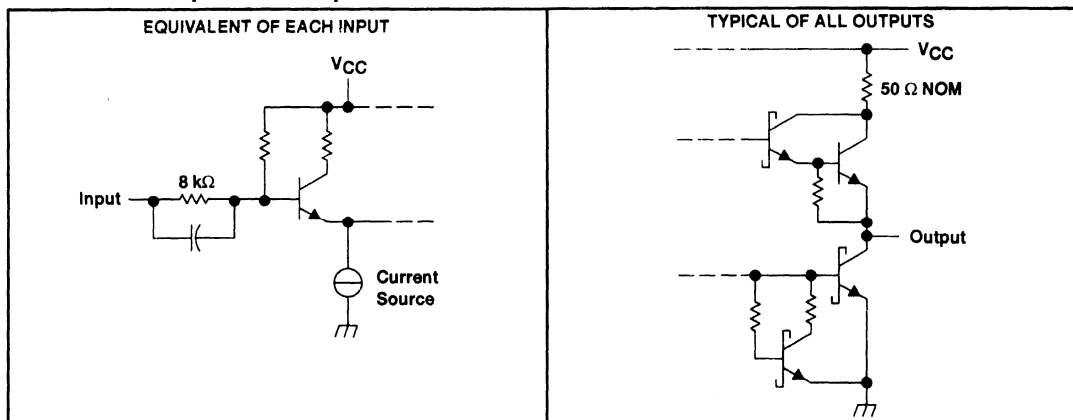 EQUIVALENT OF EACH INPUT
VCC
8 kΩ
Input
Current
Source
TYPICAL OF ALL OUTPUTS
VCC
50 Ω NOM
Output